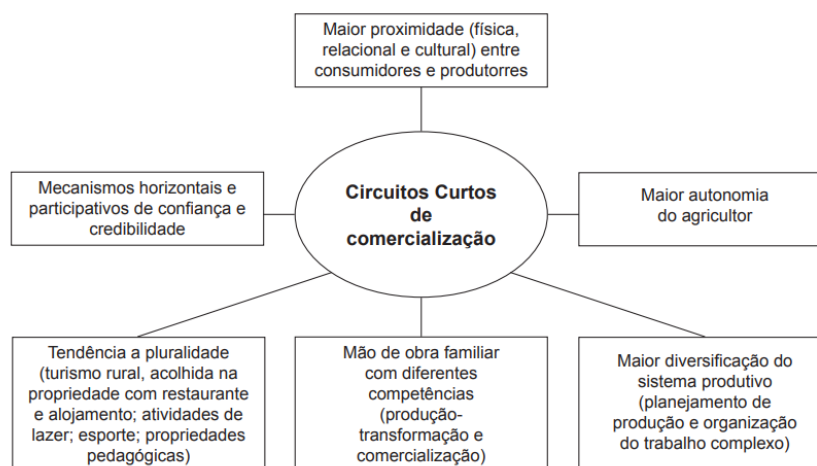 Maior proximidade (física,
relacional e cultural) entre
consumidores e produtorres
Mecanismos horizontais e
participativos de confiança e
credibilidade
Circuitos Curtos
de
comercialização
Maior autonomia
do agricultor
Tendência a pluralidade
(turismo rural, acolhida na
propriedade com restaurante
e alojamento; atividades de
lazer; esporte; propriedades
pedagógicas)
Mão de obra familiar
com diferentes
competências
(produção-
transformação e
comercialização)
Maior diversificação do
sistema produtivo
(planejamento de
produção e organização
do trabalho complexo)